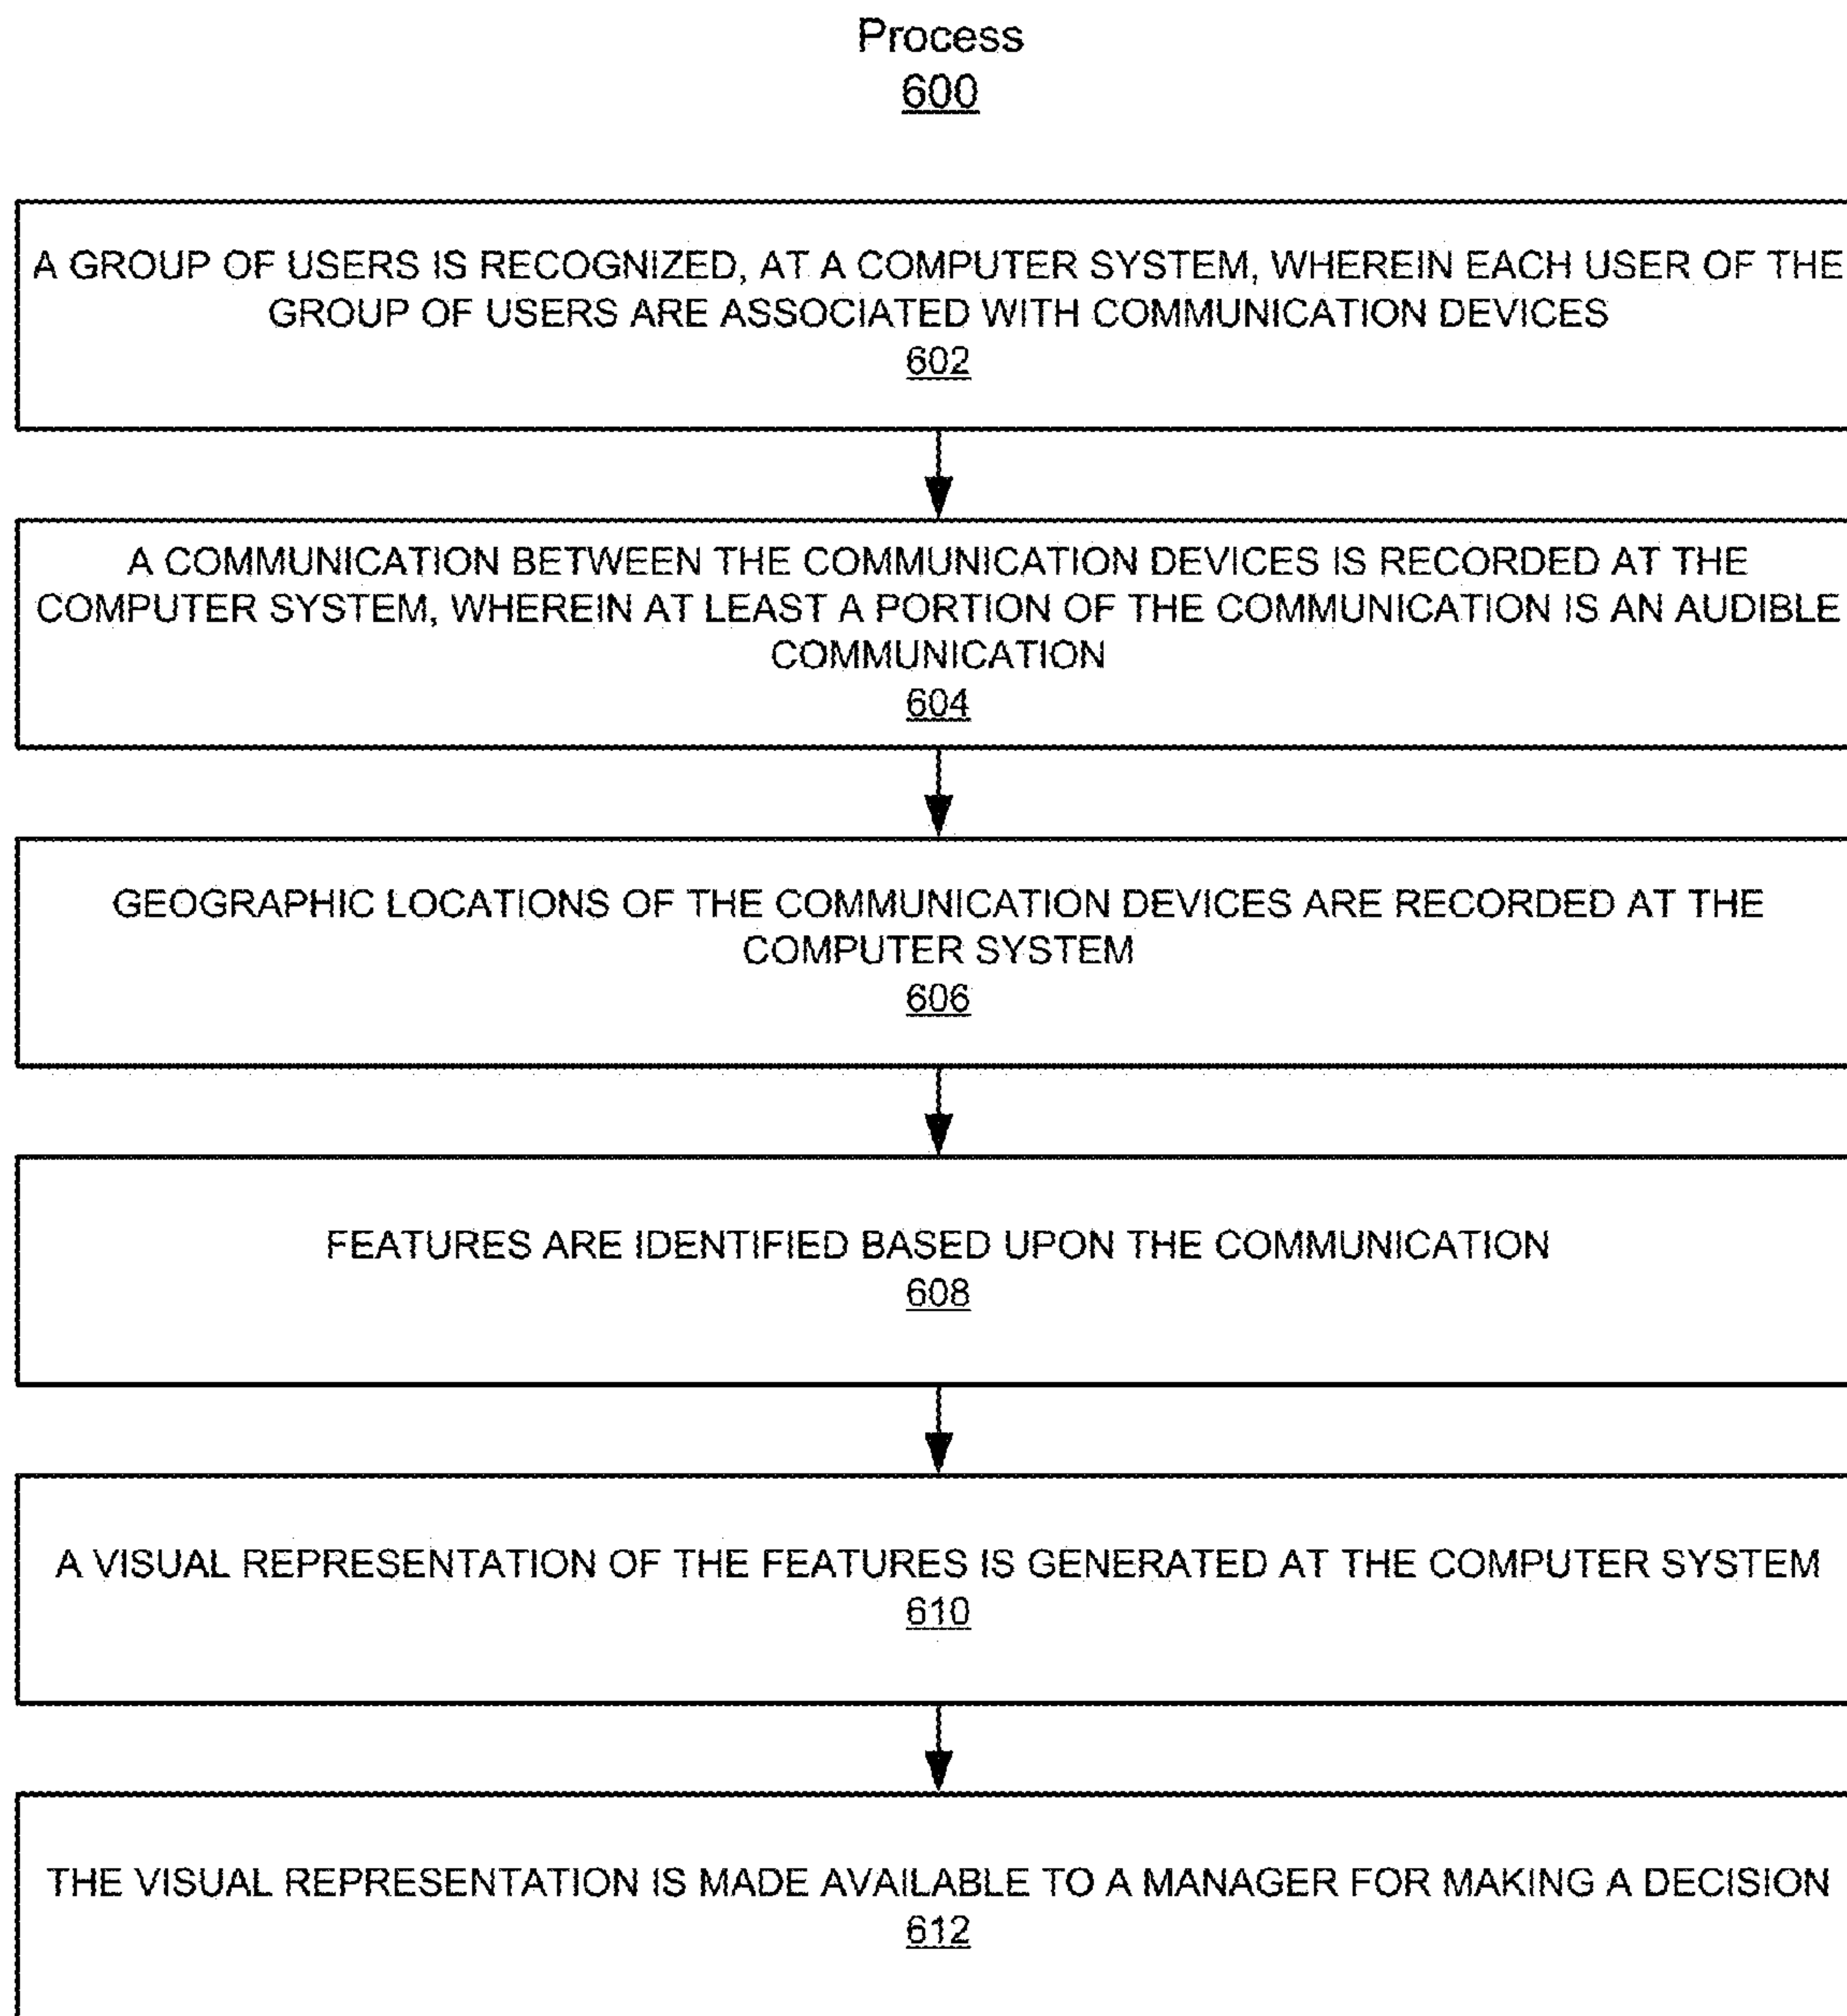 Process
600
A GROUP OF USERS IS RECOGNIZED, AT A COMPUTER SYSTEM, WHEREIN EACH USER OF THE
GROUP OF USERS ARE ASSOCIATED WITH COMMUNICATION DEVICES
602
A COMMUNICATION BETWEEN THE COMMUNICATION DEVICES IS RECORDED AT THE
COMPUTER SYSTEM, WHEREIN AT LEAST A PORTION OF THE COMMUNICATION IS AN AUDIBLE
COMMUNICATION
604
GEOGRAPHIC LOCATIONS OF THE COMMUNICATION DEVICES ARE RECORDED AT THE
COMPUTER SYSTEM
606
FEATURES ARE IDENTIFIED BASED UPON THE COMMUNICATION
608
A VISUAL REPRESENTATION OF THE FEATURES IS GENERATED AT THE COMPUTER SYSTEM
610
THE VISUAL REPRESENTATION IS MADE AVAILABLE TO A MANAGER FOR MAKING A DECISION
612